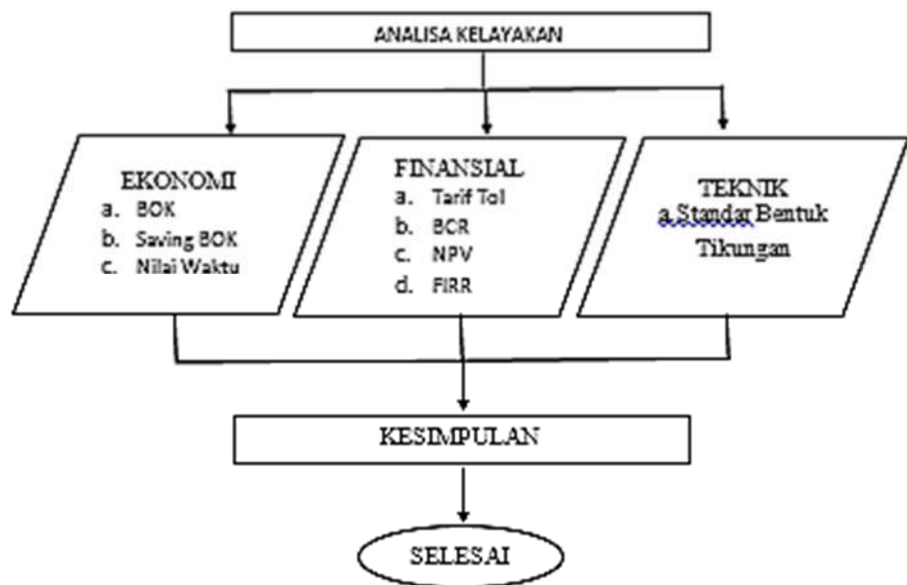 ANALISA KELAYAKAN
EKONOMI
a. BOK
b. Saving BOK
c. Nilai Waktu
FINANSIAL
a. Tarif Tol
b. BCR
c. NPV
d. FIRR
TEKNIK
a.Standar Bentuk
Tikungan
KESIMPULAN
SELESAI